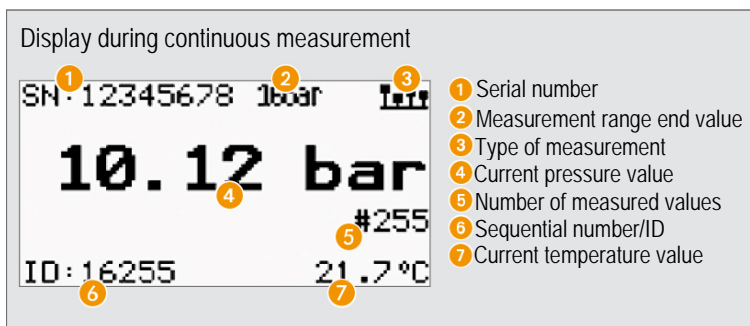 Display during continuous measurement
SN:12345678 16bar
10.12 bar
#255
ID:16255 21.7°C
1 2 3 4 5 6 7
1 Serial number
2 Measurement range end value
3 Type of measurement
4 Current pressure value
5 Number of measured values
6 Sequential number/ID
7 Current temperature value